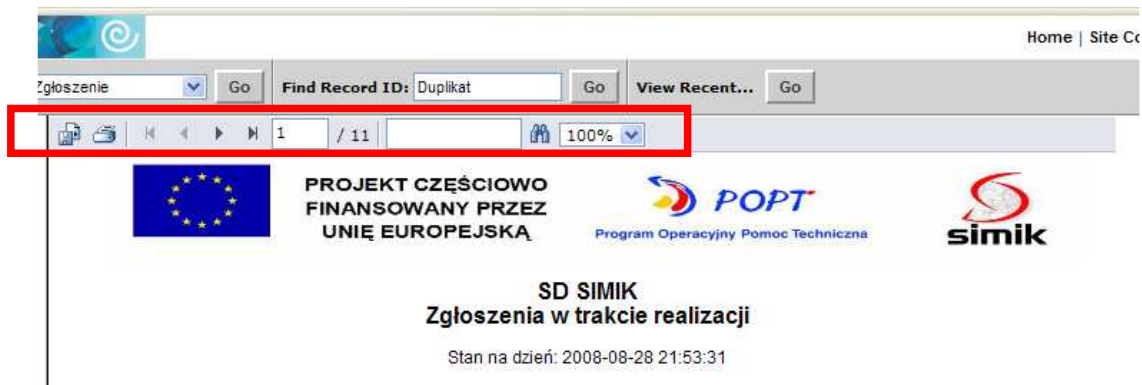 Home | Site Co
Zgłoszenie Go Find Record ID: Duplikat Go View Recent... Go
1 / 11 100%
PROJEKT CZĘŚCIOWO
FINANSOWANY PRZEZ
UNIĘ EUROPEJSKĄ
POPT
Program Operacyjny Pomoc Techniczna
simik
SD SIMIK
Zgłoszenia w trakcie realizacji
Stan na dzień: 2008-08-28 21:53:31